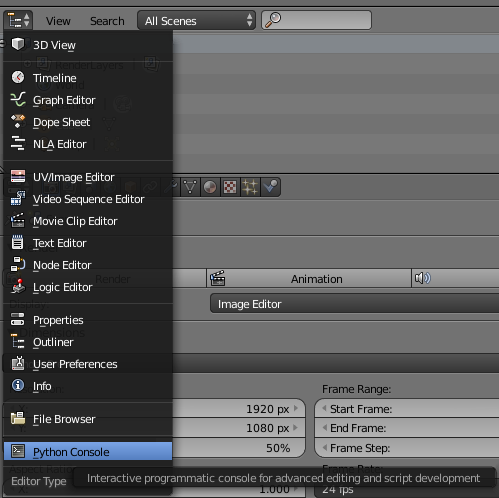 View Search All Scenes
3D View
Timeline
Graph Editor
Dope Sheet
NLA Editor
UV/Image Editor
Video Sequence Editor
Movie Clip Editor
Text Editor
Node Editor
Logic Editor
Render Animation
Image Editor
Properties
Outliner
User Preferences
Info
File Browser
Python Console
Frame Range:
1920 px Start Frame:
1080 px End Frame:
50% Frame Step:
Editor Type
Interactive programmatic console for advanced editing and script development
X: 1.000 24 fps